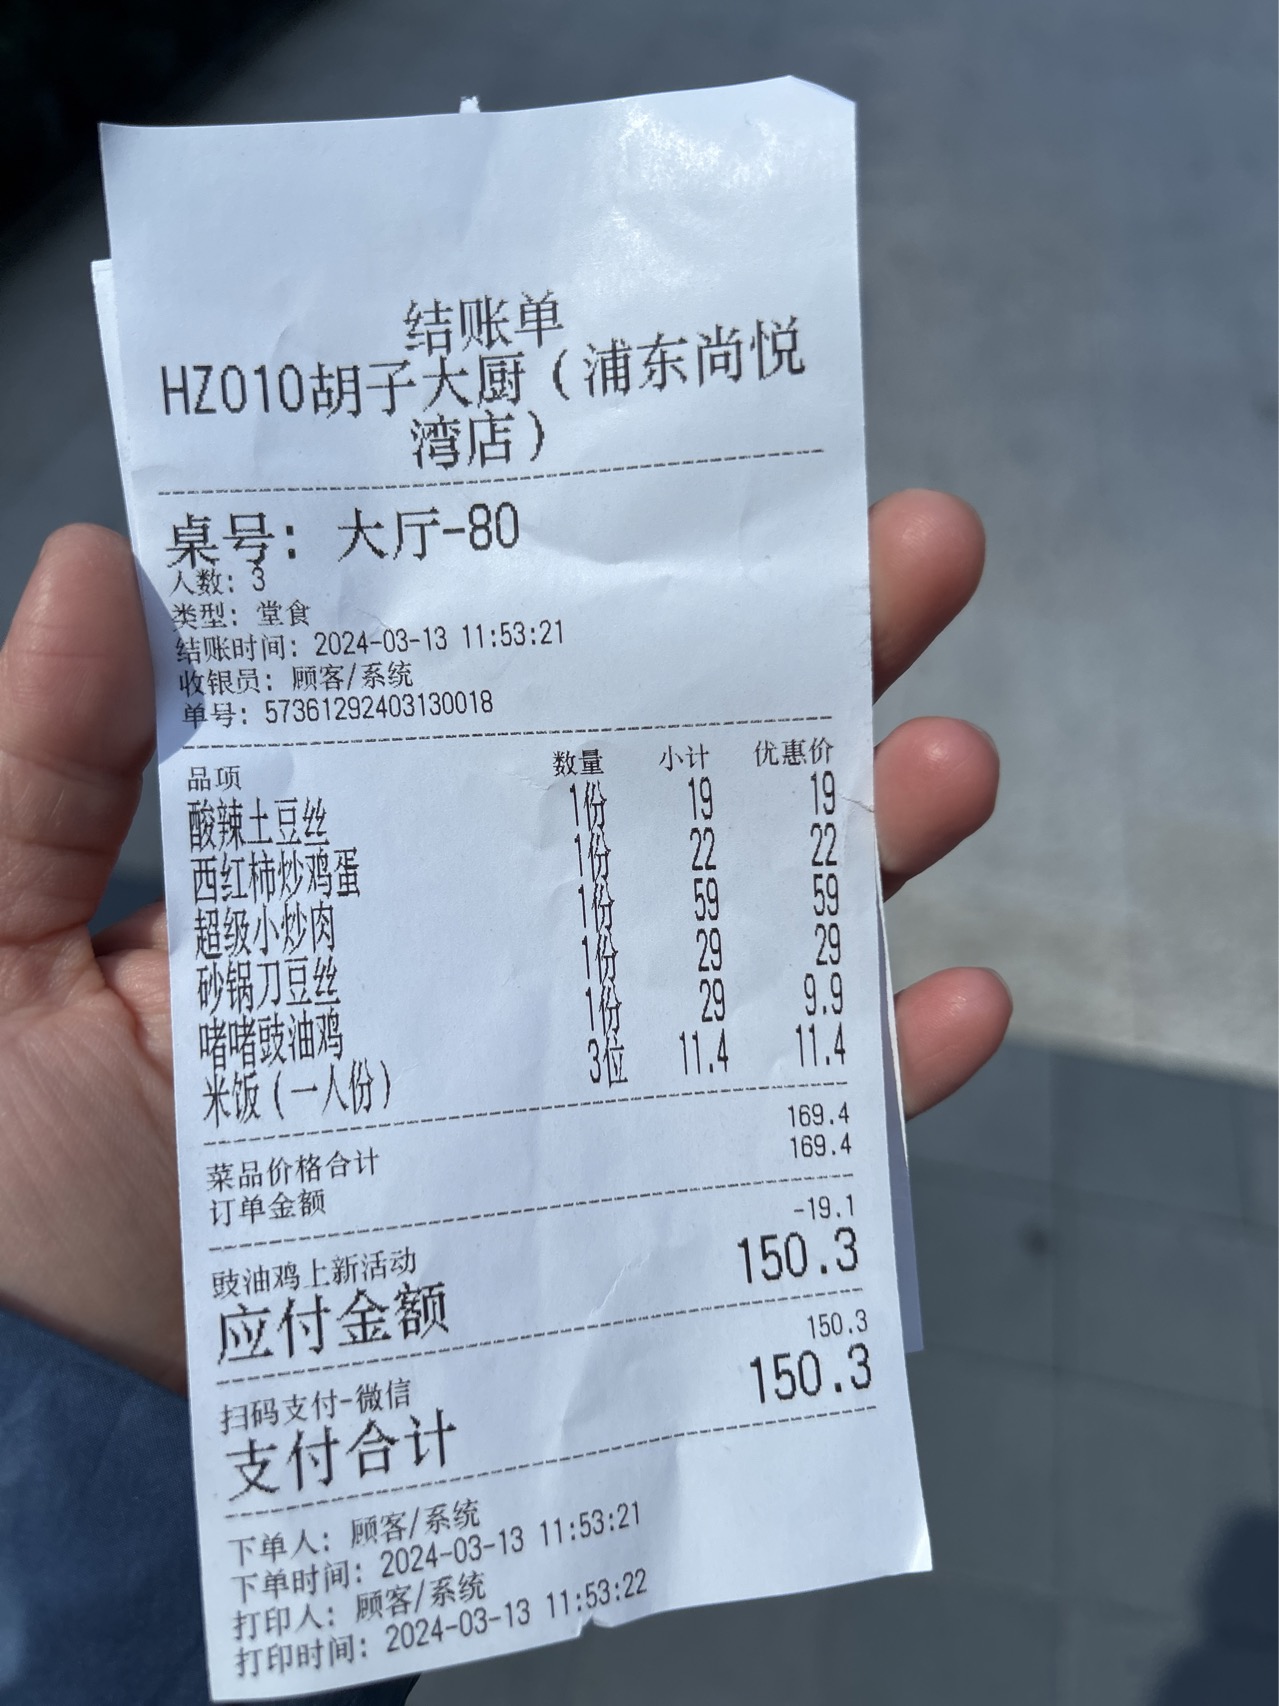 结账单
HZ010胡子大厨（浦东尚悦
湾店）
桌号： 大厅-80
人数：3
类型：堂食
结账时间：2024-03-13 11:53:21
收银员：顾客/系统
单号：57361292403130018
品项 数量 小计 优惠价
酸辣土豆丝 1份 19 19
西红柿炒鸡蛋 1份 22 22
超级小炒肉 1份 59 59
砂锅刀豆丝 1份 29 29
啫啫豉油鸡 1份 29 9.9
米饭（一人份） 3位 11.4 11.4
菜品价格合计 169.4
订单金额 169.4
豉油鸡上新活动 -19.1
应付金额 150.3
扫码支付-微信 150.3
支付合计 150.3
下单人：顾客/系统
下单时间：2024-03-13 11:53:21
打印人：顾客/系统
打印时间：2024-03-13 11:53:22